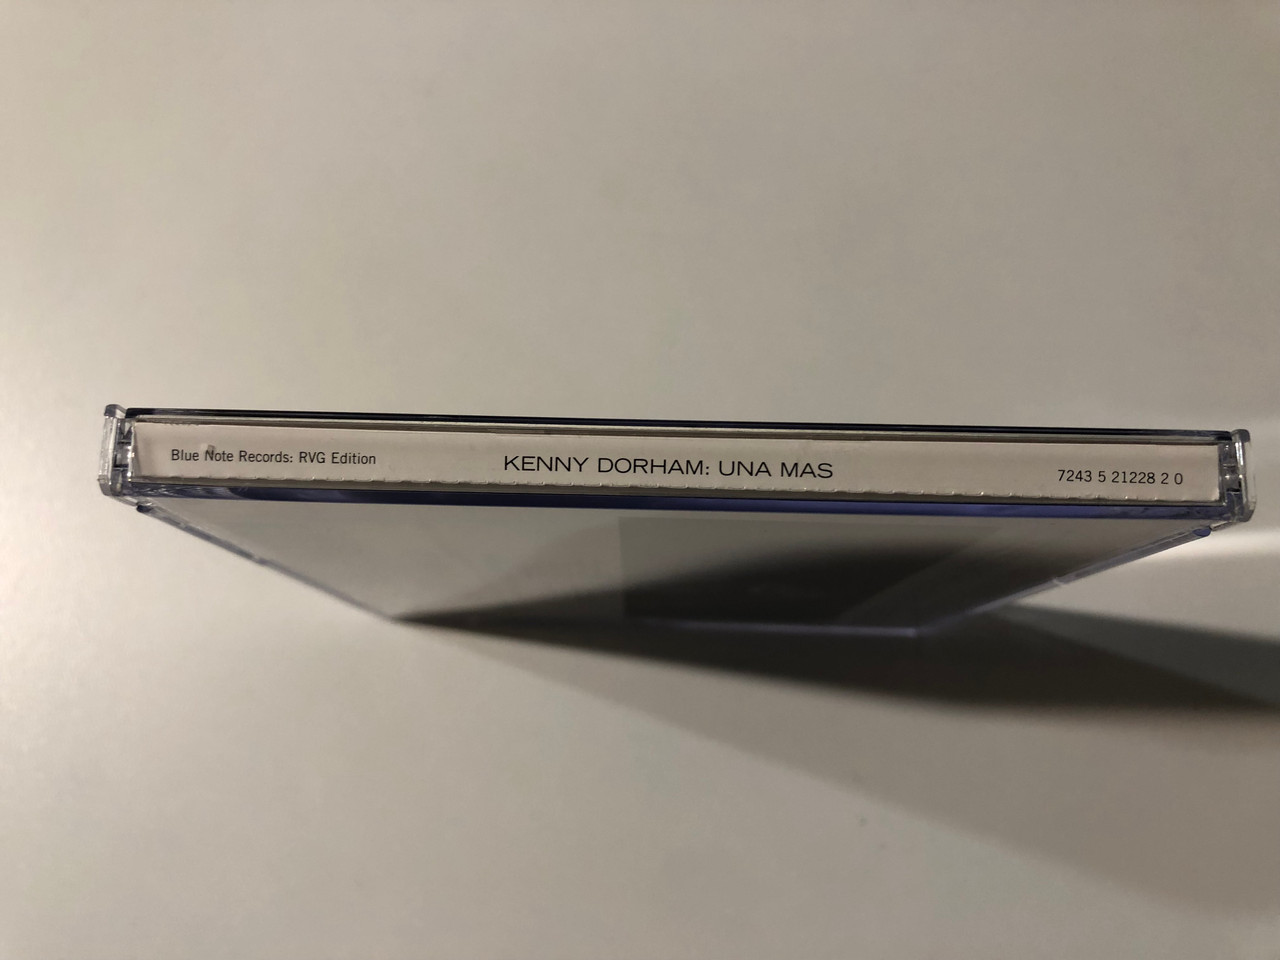 Blue Note Records: RVG Edition KENNY DORHAM: UNA MAS 7243 5 21228 2 0